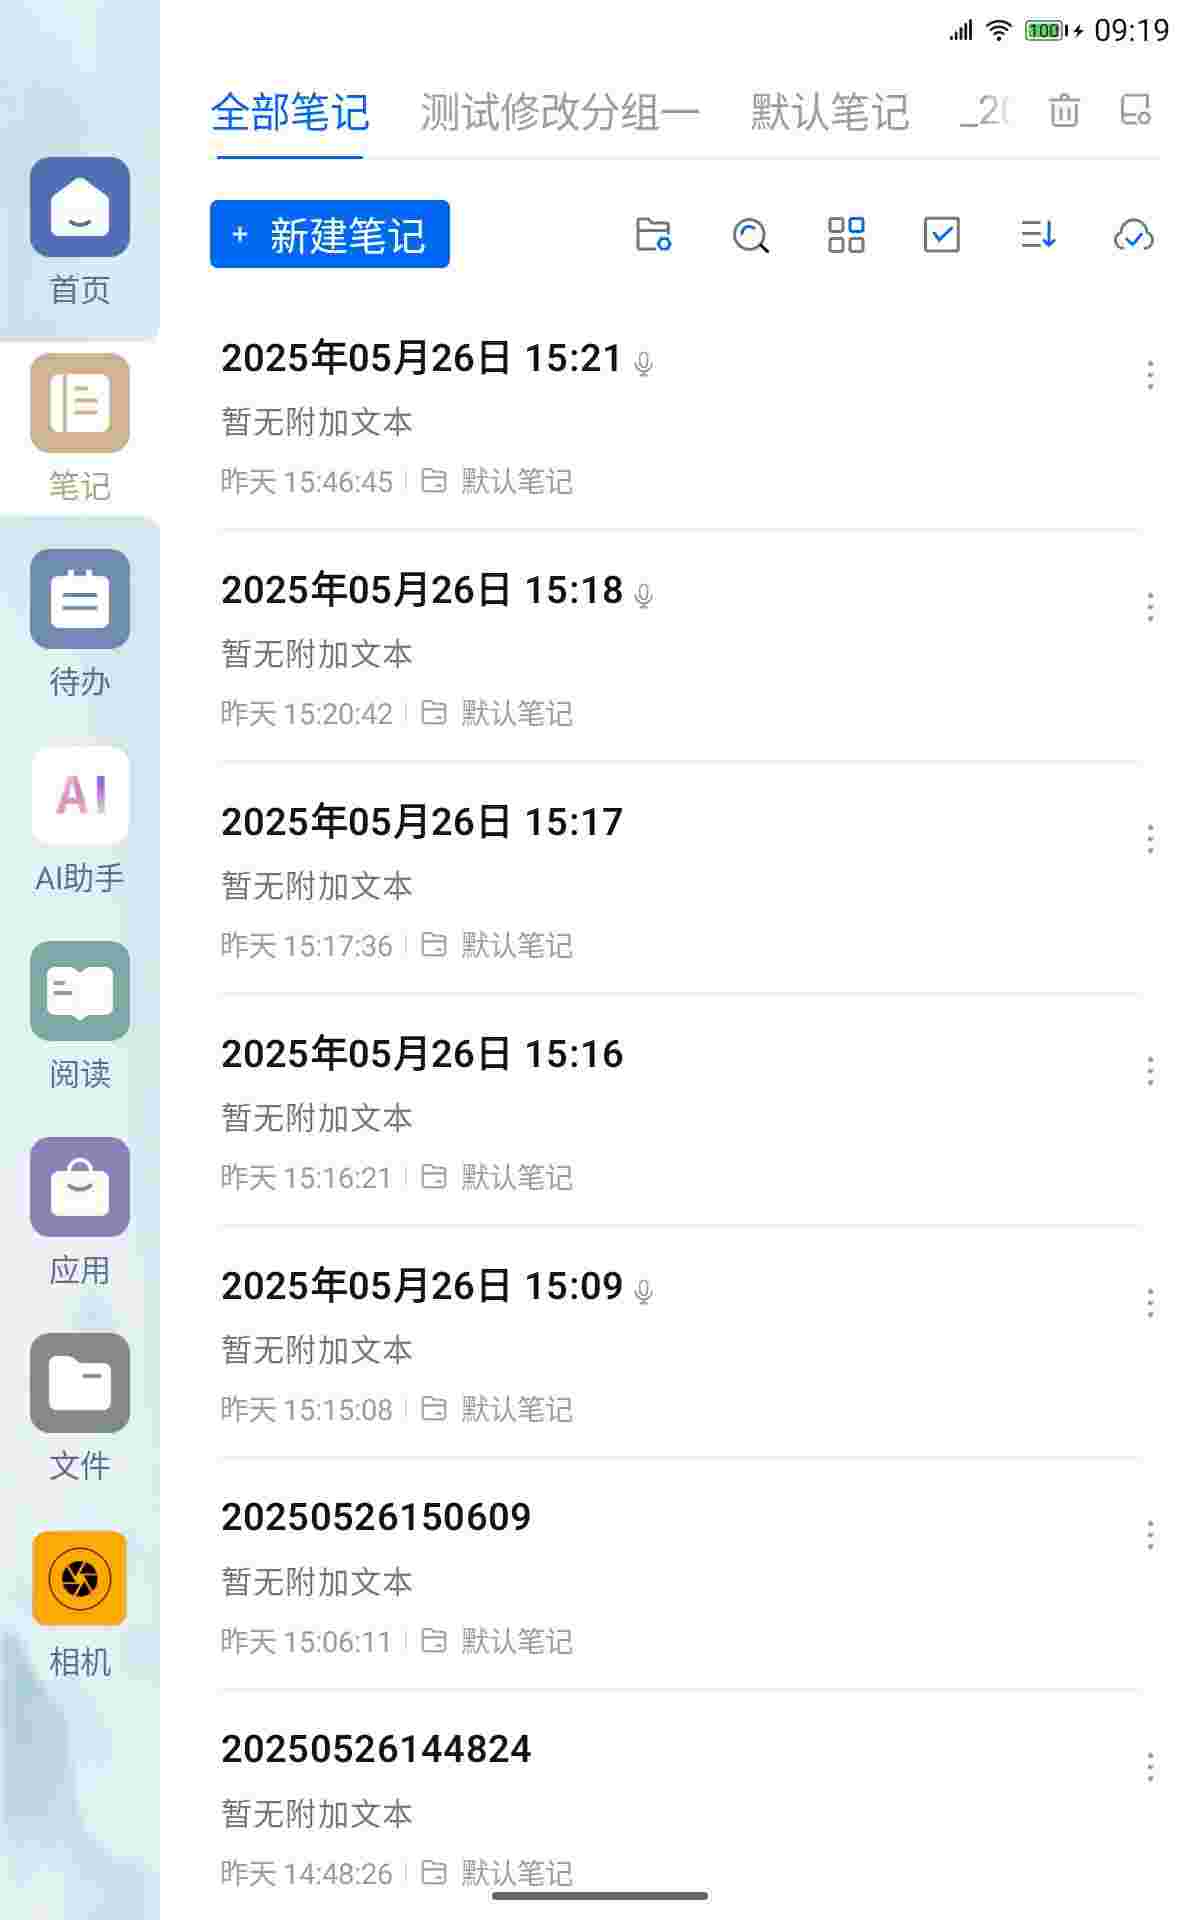 100 09:19
全部笔记 测试修改分组一 默认笔记 _20
+ 新建笔记
首页
笔记
待办
AI
AI助手
阅读
应用
文件
相机
2025年05月26日 15:21
暂无附加文本
昨天 15:46:45 默认笔记
2025年05月26日 15:18
暂无附加文本
昨天 15:20:42 默认笔记
2025年05月26日 15:17
暂无附加文本
昨天 15:17:36 默认笔记
2025年05月26日 15:16
暂无附加文本
昨天 15:16:21 默认笔记
2025年05月26日 15:09
暂无附加文本
昨天 15:15:08 默认笔记
20250526150609
暂无附加文本
昨天 15:06:11 默认笔记
20250526144824
暂无附加文本
昨天 14:48:26 默认笔记